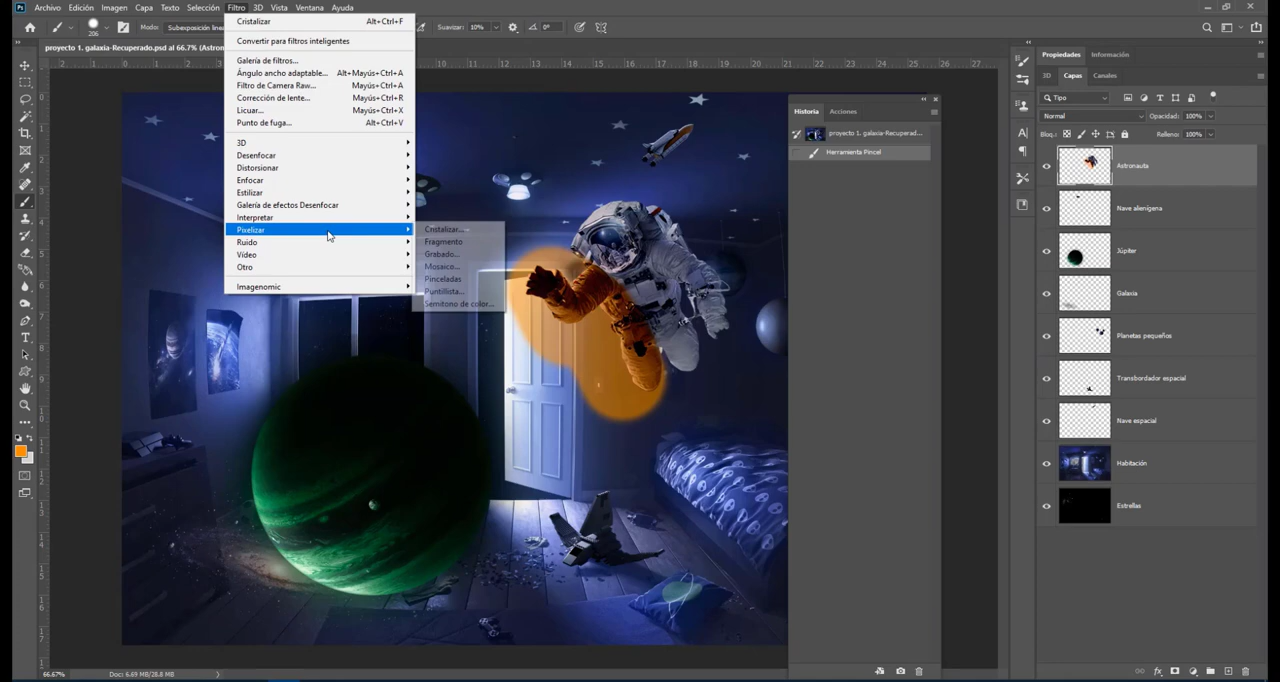 Archivo Edición Imagen Capa Texto Selección Filtro 3D Vista Ventana Ayuda
206 Modo: Subexposición linea Suavizar: 10% 0°
proyecto 1. galaxia-Recuperado.psd al 66.7% (Astron
Cristalizar Alt+Ctrl+F
Convertir para filtros inteligentes
Galería de filtros...
Ángulo ancho adaptable... Alt+Mayús+Ctrl+A
Filtro de Camera Raw... Mayús+Ctrl+A
Corrección de lente... Mayús+Ctrl+R
Licuar... Mayús+Ctrl+X
Punto de fuga... Alt+Ctrl+V
3D
Desenfocar
Distorsionar
Enfocar
Estilizar
Galería de efectos Desenfocar
Interpretar
Pixelizar
Ruido
Vídeo
Otro
Imagenomic
Cristalizar...
Fragmento
Grabado...
Mosaico...
Pinceladas
Puntillista...
Semitono de color...
Historia Acciones
proyecto 1. galaxia-Recuperad...
Herramienta Pincel
Propiedades Información
3D Capas Canales
Tipo
Normal Opacidad: 100%
Bloq.: Relleno: 100%
Astronauta
Nave alienígena
Júpiter
Galaxia
Planetas pequeños
Transbordador espacial
Nave espacial
Habitación
Estrellas
66.67% Doc: 6.69 MB/28.8 MB